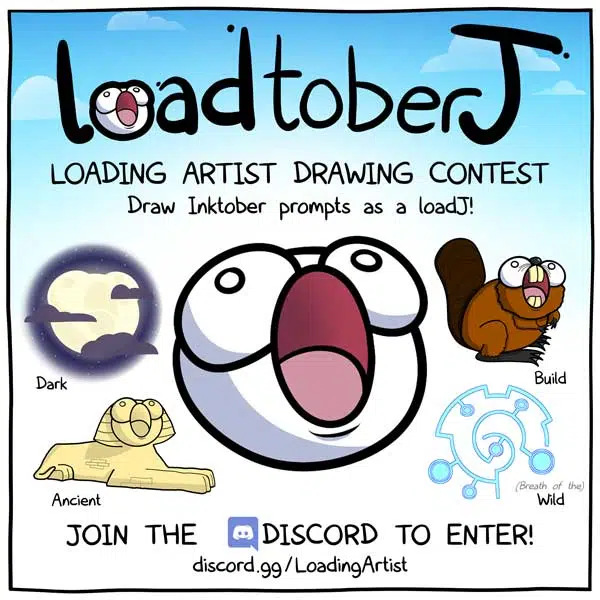 loadtoberJ
LOADING ARTIST DRAWING CONTEST
Draw Inktober prompts as a loadJ!
Dark
Build
Ancient
(Breath of the)
Wild
JOIN THE DISCORD TO ENTER!
discord.gg/LoadingArtist